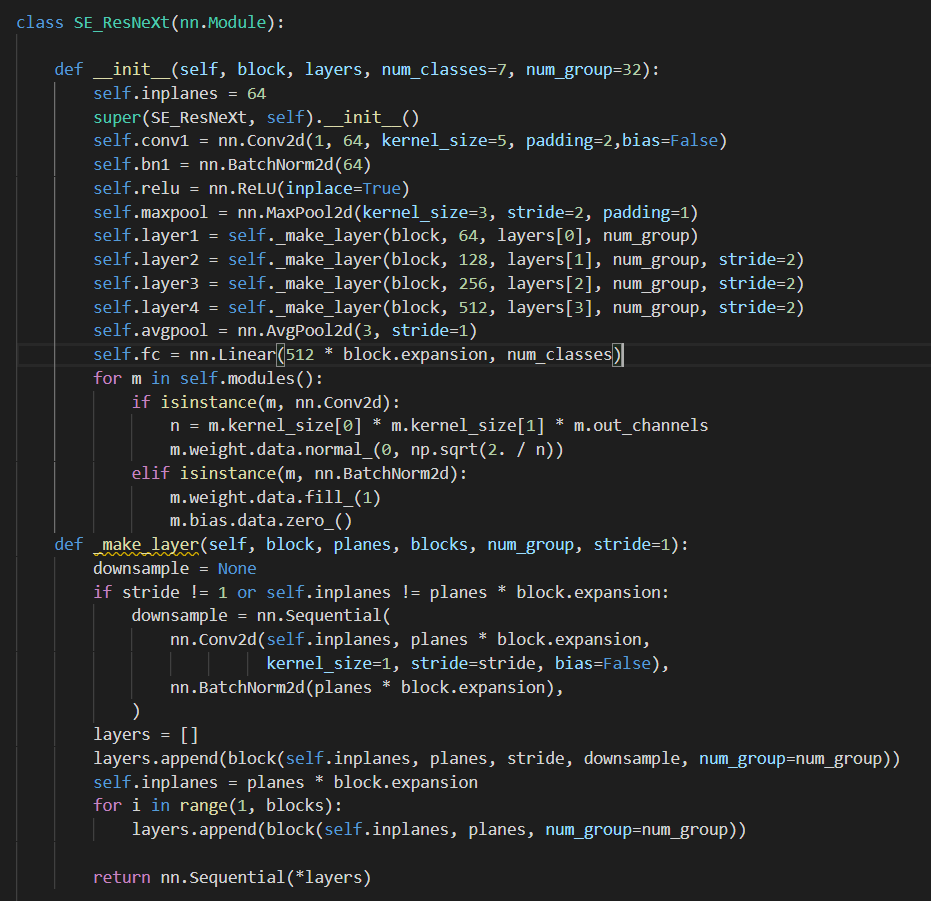 class SE_ResNeXt(nn.Module):
    def __init__(self, block, layers, num_classes=7, num_group=32):
        self.inplanes = 64
        super(SE_ResNeXt, self).__init__()
        self.conv1 = nn.Conv2d(1, 64, kernel_size=5, padding=2,bias=False)
        self.bn1 = nn.BatchNorm2d(64)
        self.relu = nn.ReLU(inplace=True)
        self.maxpool = nn.MaxPool2d(kernel_size=3, stride=2, padding=1)
        self.layer1 = self._make_layer(block, 64, layers[0], num_group)
        self.layer2 = self._make_layer(block, 128, layers[1], num_group, stride=2)
        self.layer3 = self._make_layer(block, 256, layers[2], num_group, stride=2)
        self.layer4 = self._make_layer(block, 512, layers[3], num_group, stride=2)
        self.avgpool = nn.AvgPool2d(3, stride=1)
        self.fc = nn.Linear(512 * block.expansion, num_classes)
        for m in self.modules():
            if isinstance(m, nn.Conv2d):
                n = m.kernel_size[0] * m.kernel_size[1] * m.out_channels
                m.weight.data.normal_(0, np.sqrt(2. / n))
            elif isinstance(m, nn.BatchNorm2d):
                m.weight.data.fill_(1)
                m.bias.data.zero_()
    def _make_layer(self, block, planes, blocks, num_group, stride=1):
        downsample = None
        if stride != 1 or self.inplanes != planes * block.expansion:
            downsample = nn.Sequential(
                nn.Conv2d(self.inplanes, planes * block.expansion,
                          kernel_size=1, stride=stride, bias=False),
                nn.BatchNorm2d(planes * block.expansion),
            )
        layers = []
        layers.append(block(self.inplanes, planes, stride, downsample, num_group=num_group))
        self.inplanes = planes * block.expansion
        for i in range(1, blocks):
            layers.append(block(self.inplanes, planes, num_group=num_group))
        return nn.Sequential(*layers)